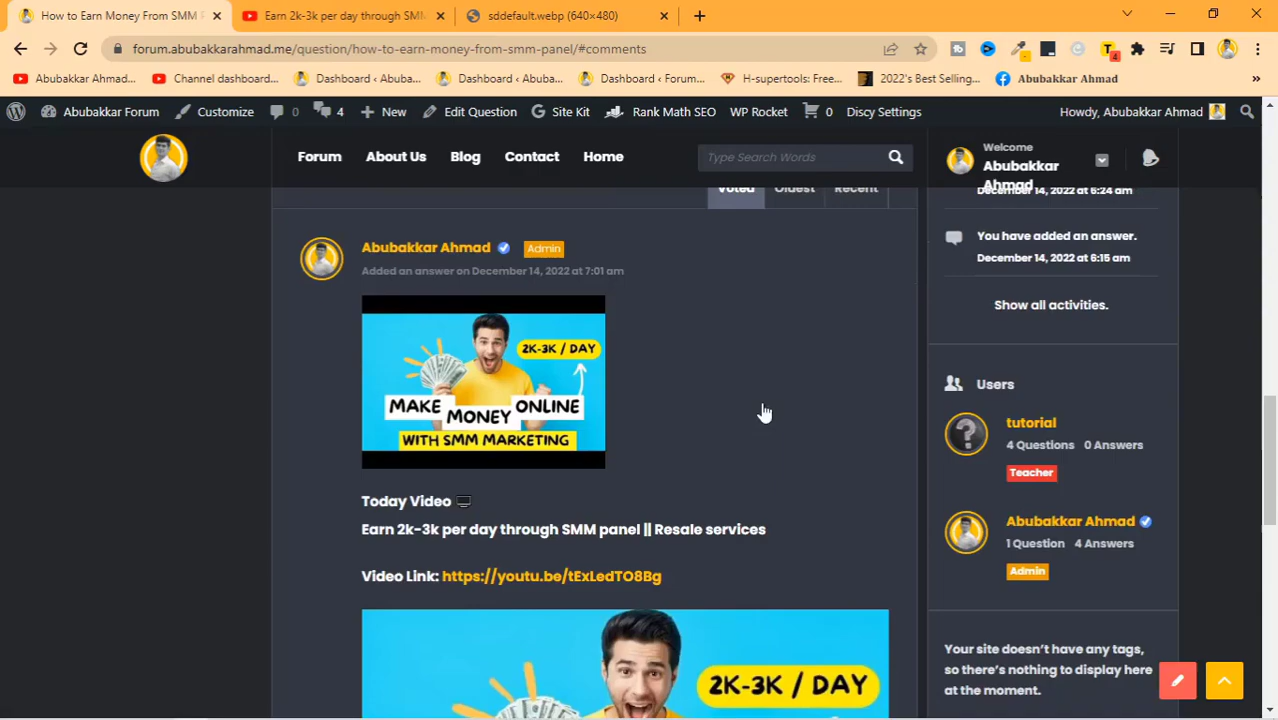 How to Earn Money From SMM P
Earn 2k-3k per day through SMM
sddefault.webp (640×480)
forum.abubakkarahmad.me/question/how-to-earn-money-from-smm-panel/#comments
Abubakkar Ahmad...
Channel dashboard...
Dashboard ‹ Abuba...
Dashboard ‹ Abuba...
Dashboard ‹ Forum...
H-supertools: Free...
2022's Best Selling...
Abubakkar Ahmad
»
Abubakkar Forum
Customize
0
4
New
Edit Question
Site Kit
Rank Math SEO
WP Rocket
0
Discy Settings
Howdy, Abubakkar Ahmad
Forum
About Us
Blog
Contact
Home
Type Search Words
Welcome
Abubakkar Ahmad
Voted
Oldest
Recent
December 14, 2022 at 6:24 am
Abubakkar Ahmad
Admin
Added an answer on December 14, 2022 at 7:01 am
2K-3K / DAY
MAKE MONEY ONLINE
WITH SMM MARKETING
Today Video
Earn 2k-3k per day through SMM panel || Resale services
Video Link: https://youtu.be/tExLedTO8Bg
2K-3K / DAY
You have added an answer.
December 14, 2022 at 6:15 am
Show all activities.
Users
tutorial
4 Questions 0 Answers
Teacher
Abubakkar Ahmad
1 Question 4 Answers
Admin
Your site doesn't have any tags,
so there's nothing to display here
at the moment.